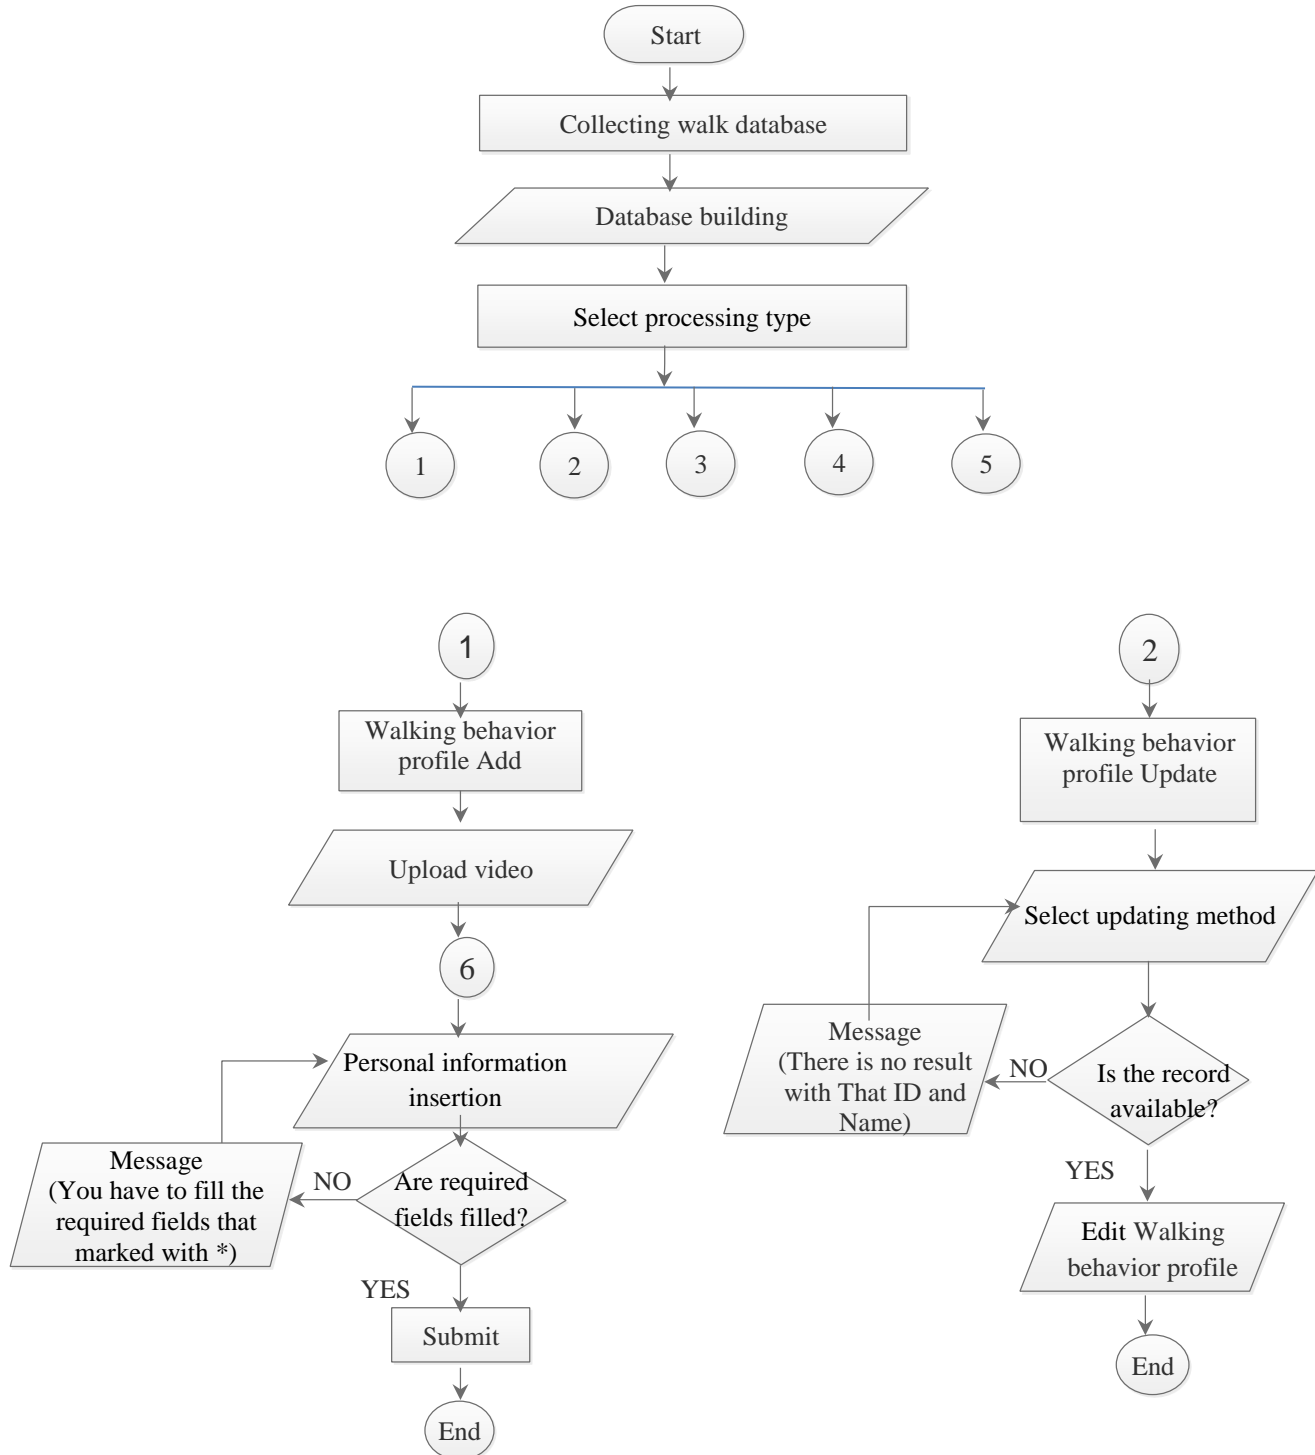 Start
Collecting walk database
Database building
Select processing type
1
2
3
4
5
1
Walking behavior
profile Add
Upload video
6
Personal information
insertion
Are required
fields filled?
NO
Message
(You have to fill the
required fields that
marked with *)
YES
Submit
End
2
Walking behavior
profile Update
Select updating method
Is the record
available?
NO
Message
(There is no result
with That ID and
Name)
YES
Edit Walking
behavior profile
End